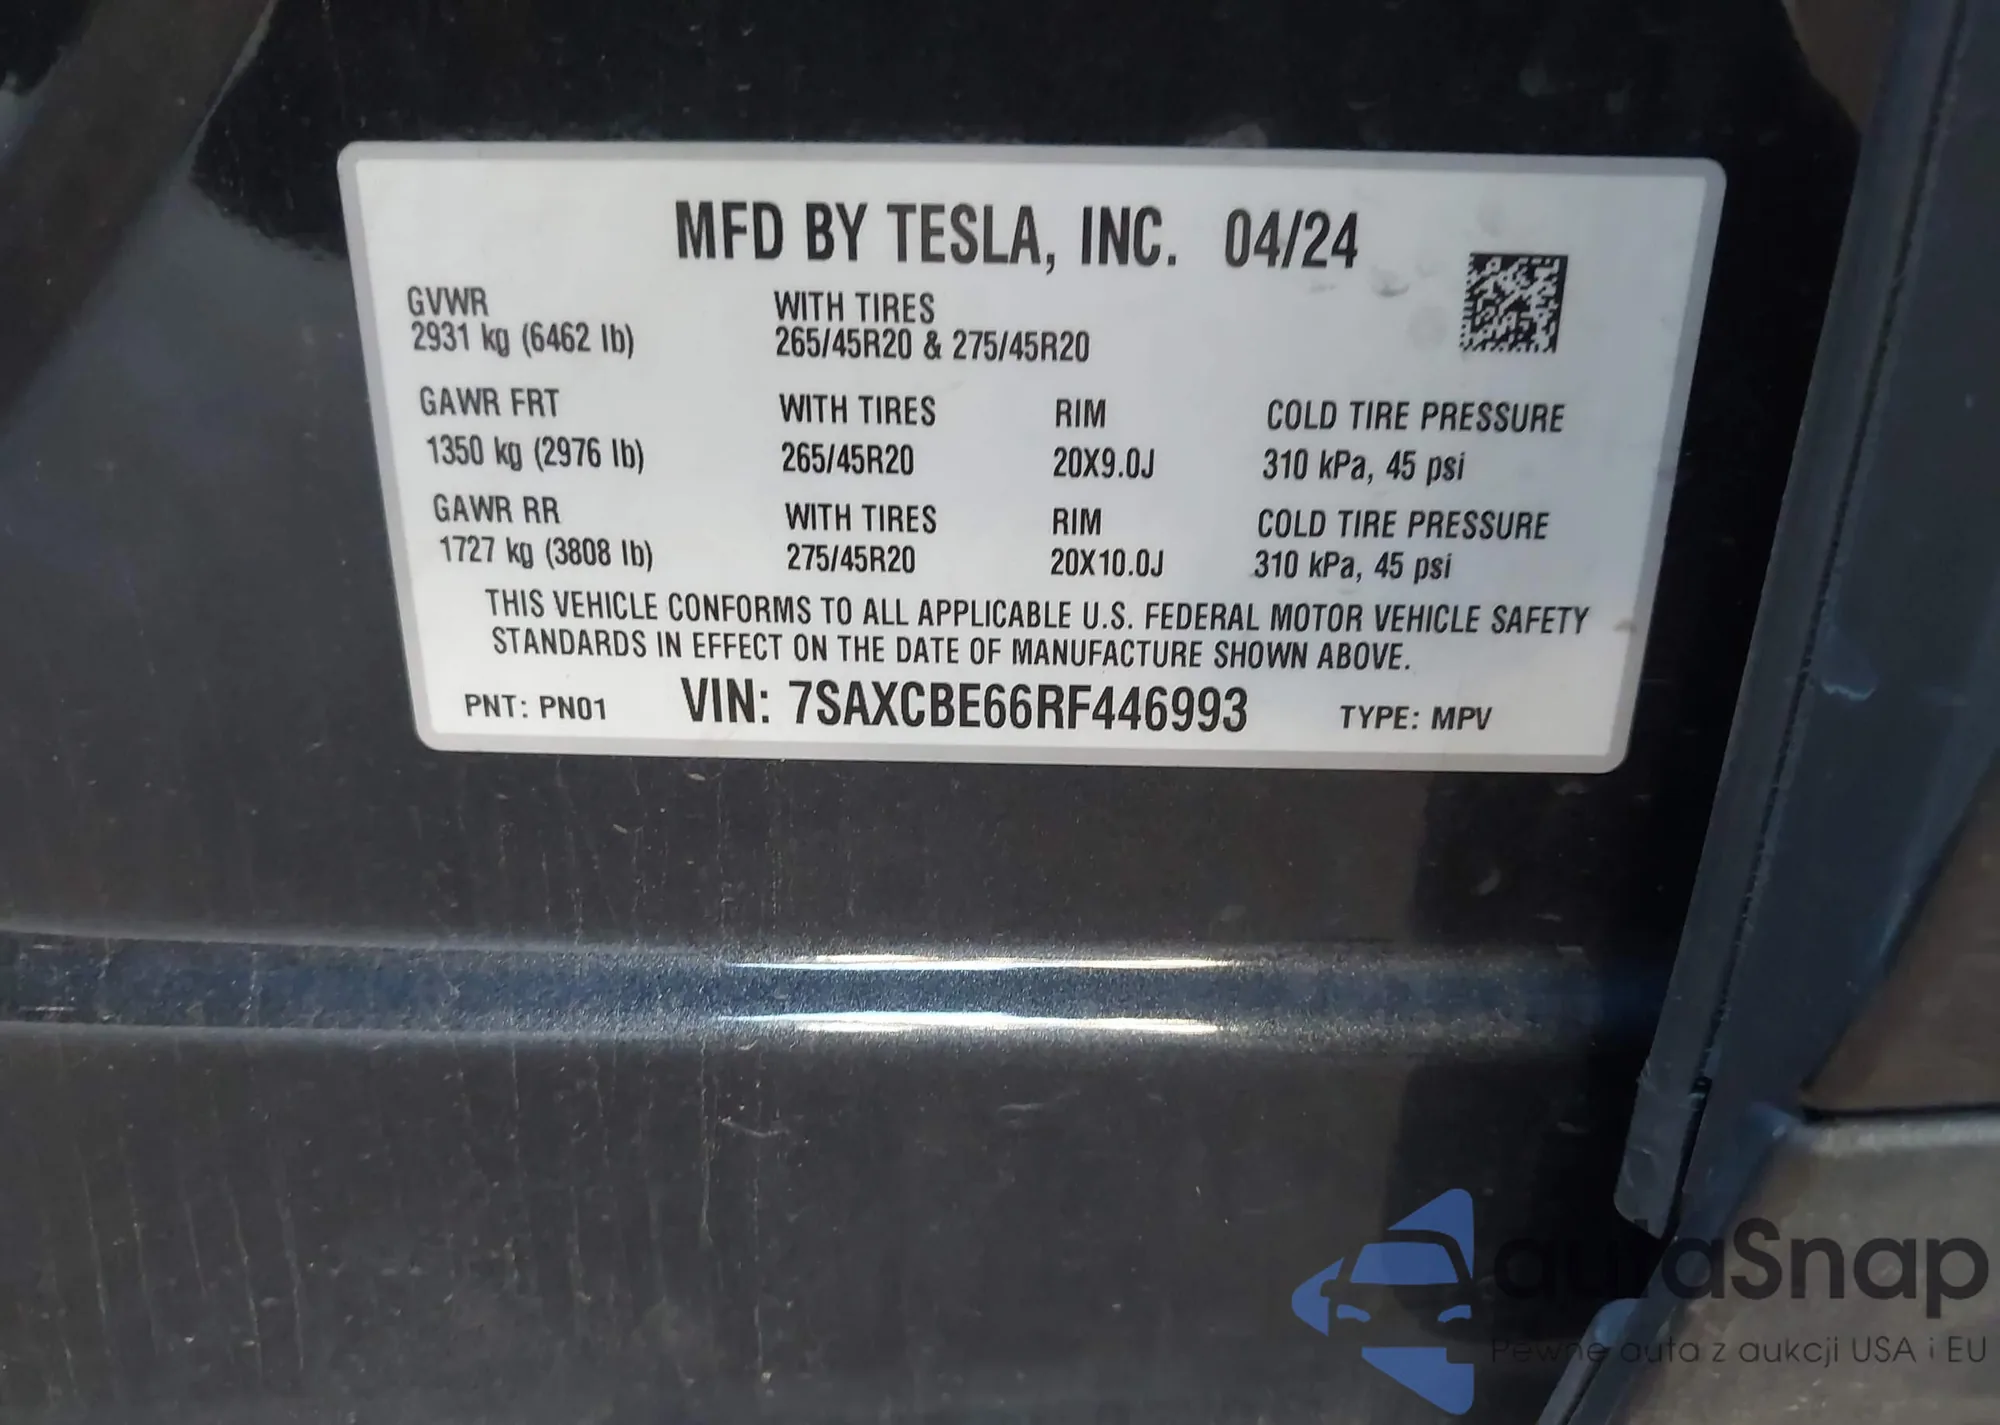 MFD BY TESLA, INC. 04/24
GVWR WITH TIRES
2931 kg (6462 lb) 265/45R20 & 275/45R20
GAWR FRT WITH TIRES RIM COLD TIRE PRESSURE
1350 kg (2976 lb) 265/45R20 20X9.0J 310 kPa, 45 psi
GAWR RR WITH TIRES RIM COLD TIRE PRESSURE
1727 kg (3808 lb) 275/45R20 20X10.0J 310 kPa, 45 psi
THIS VEHICLE CONFORMS TO ALL APPLICABLE U.S. FEDERAL MOTOR VEHICLE SAFETY
STANDARDS IN EFFECT ON THE DATE OF MANUFACTURE SHOWN ABOVE.
PNT: PN01 VIN: 7SAXCBE66RF446993 TYPE: MPV
autaSnap
Pewne auta z aukcji USA i EU